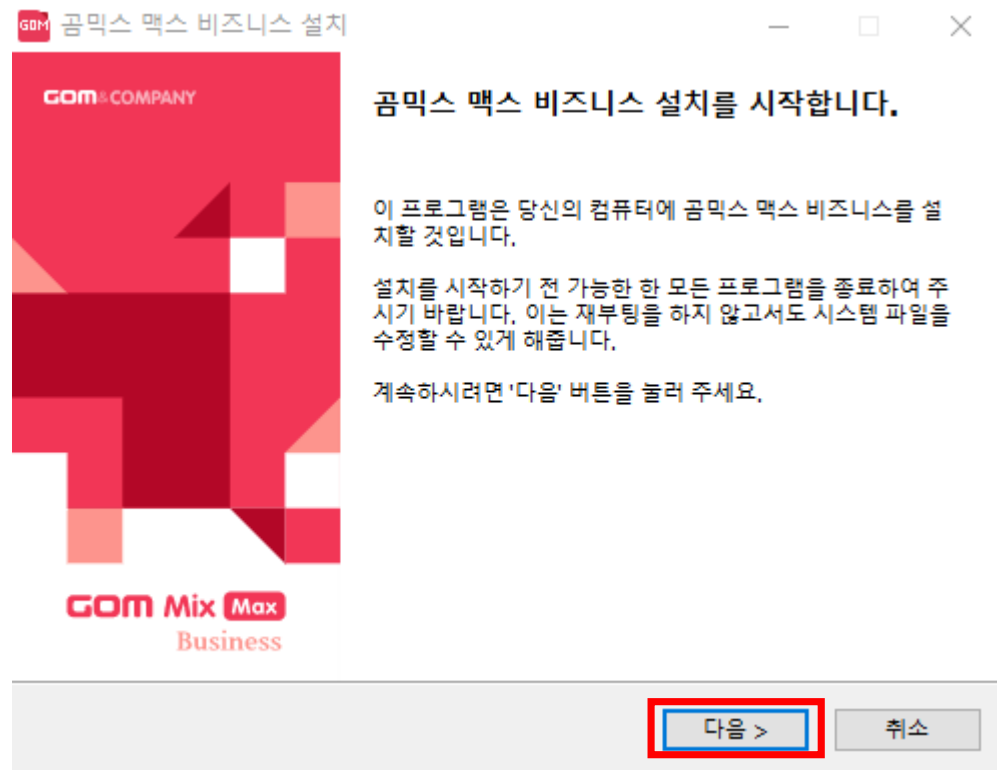 GOM 곰믹스 맥스 비즈니스 설치
GOM&COMPANY
곰믹스 맥스 비즈니스 설치를 시작합니다.
이 프로그램은 당신의 컴퓨터에 곰믹스 맥스 비즈니스를 설
치할 것입니다.
설치를 시작하기 전 가능한 한 모든 프로그램을 종료하여 주
시기 바랍니다. 이는 재부팅을 하지 않고서도 시스템 파일을
수정할 수 있게 해줍니다.
계속하시려면 '다음' 버튼을 눌러 주세요.
GOM Mix Max
Business
다음 >
취소